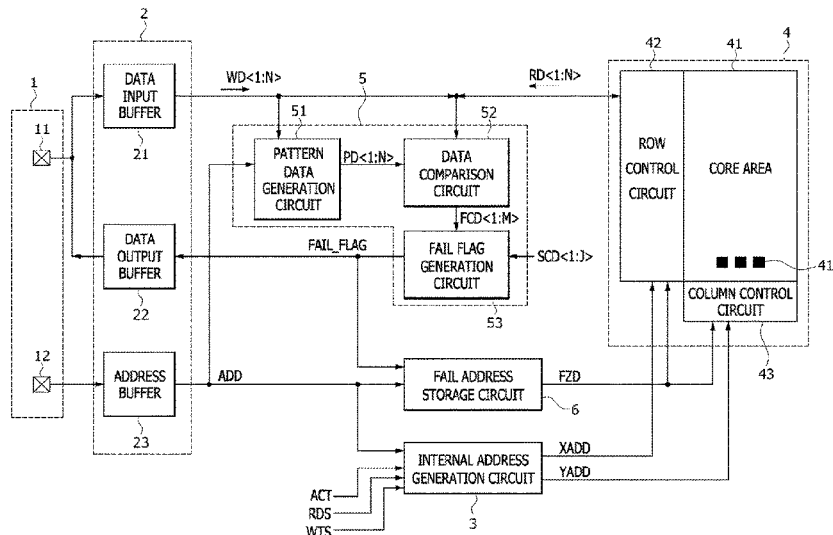 2
42
41
4
1
DATA
INPUT
BUFFER
WD<1:N>
RD<1:N>
5
11
21
51
52
PATTERN
DATA
GENERATION
CIRCUIT
PD<1:N>
DATA
COMPARISON
CIRCUIT
ROW
CONTROL
CIRCUIT
CORE AREA
FCD<1:M>
DATA
OUTPUT
BUFFER
FAIL_FLAG
FAIL FLAG
GENERATION
CIRCUIT
SCD<1:J>
411
22
53
COLUMN CONTROL
CIRCUIT
43
12
ADDRESS
BUFFER
ADD
FAIL ADDRESS
STORAGE CIRCUIT
FZD
6
23
INTERNAL ADDRESS
GENERATION CIRCUIT
XADD
YADD
ACT
RDS
WTS
3